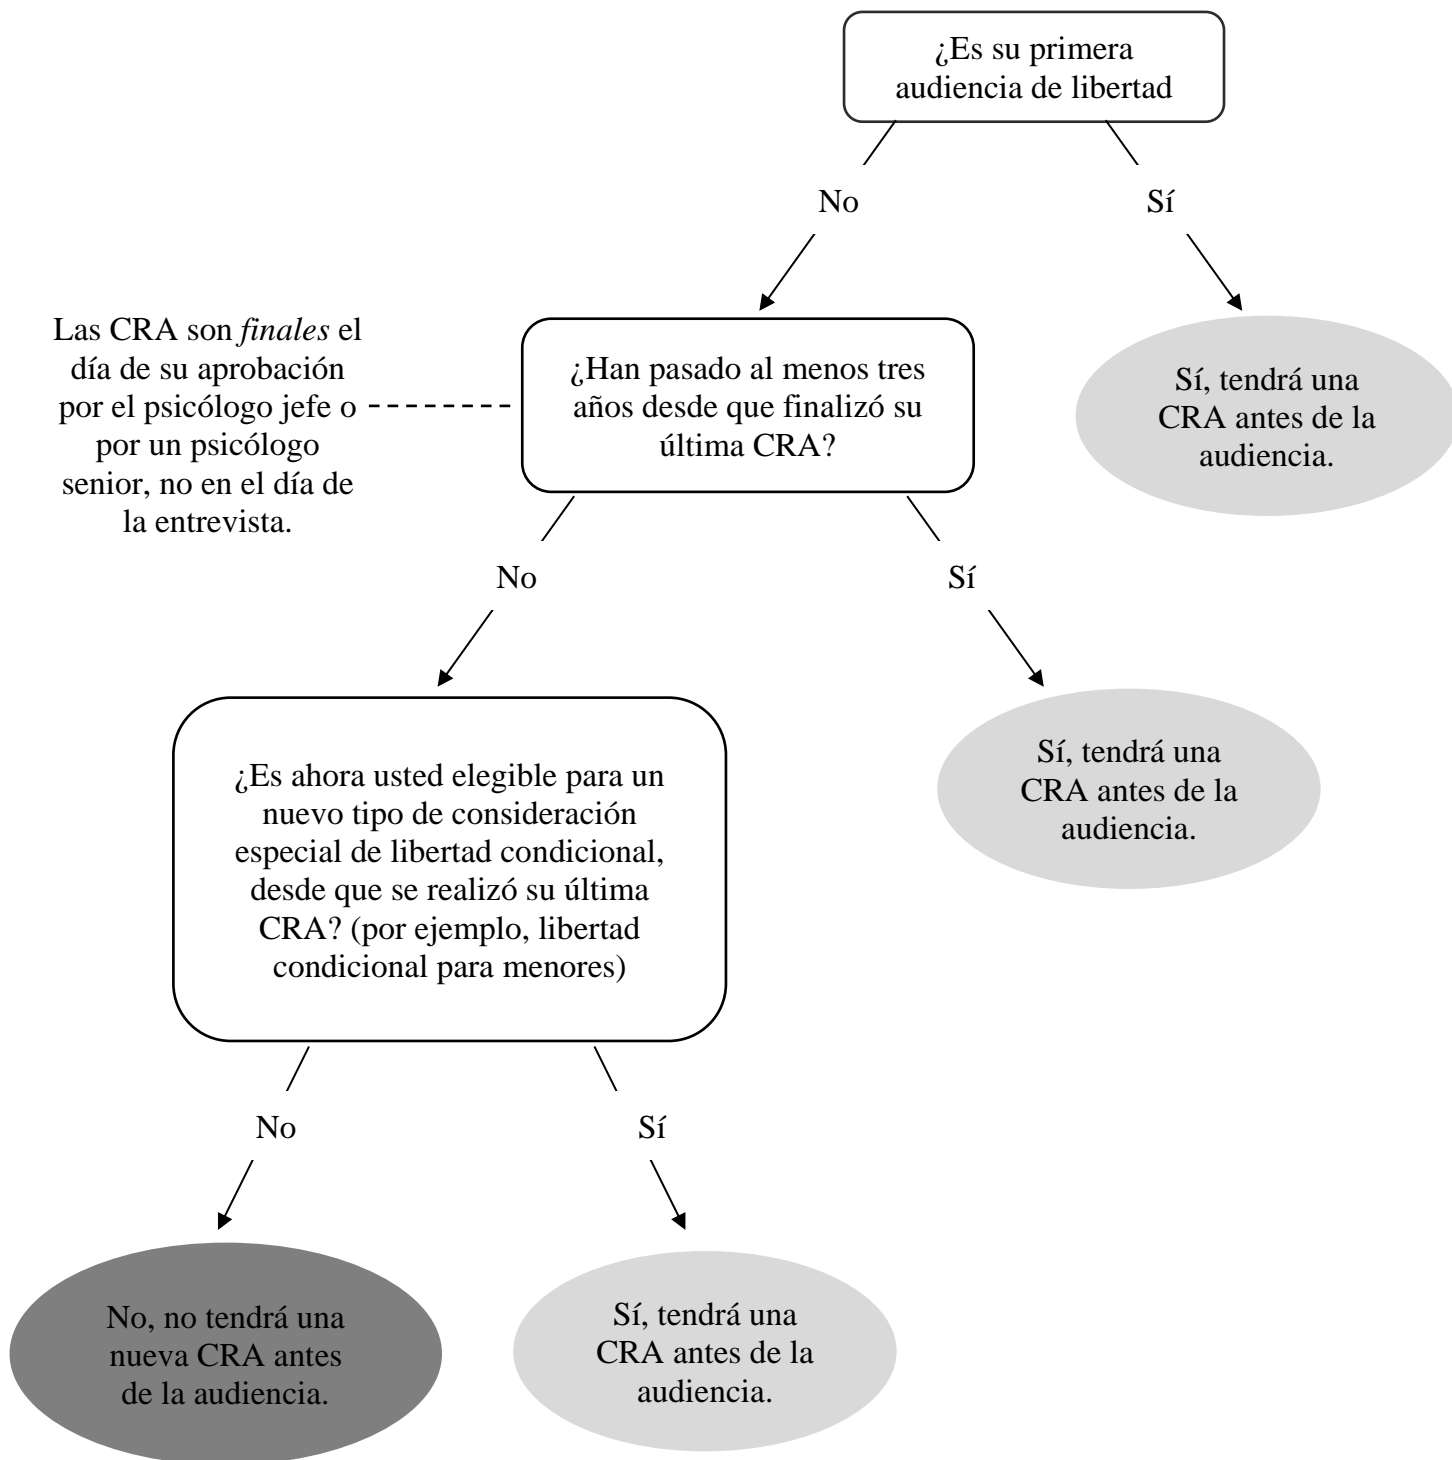 ¿Es su primera
audiencia de libertad
No
Sí
Las CRA son finales el
día de su aprobación
por el psicólogo jefe o
por un psicólogo
senior, no en el día de
la entrevista.
¿Han pasado al menos tres
años desde que finalizó su
última CRA?
Sí, tendrá una
CRA antes de la
audiencia.
No
Sí
¿Es ahora usted elegible para un
nuevo tipo de consideración
especial de libertad condicional,
desde que se realizó su última
CRA? (por ejemplo, libertad
condicional para menores)
Sí, tendrá una
CRA antes de la
audiencia.
No
Sí
No, no tendrá una
nueva CRA antes
de la audiencia.
Sí, tendrá una
CRA antes de la
audiencia.